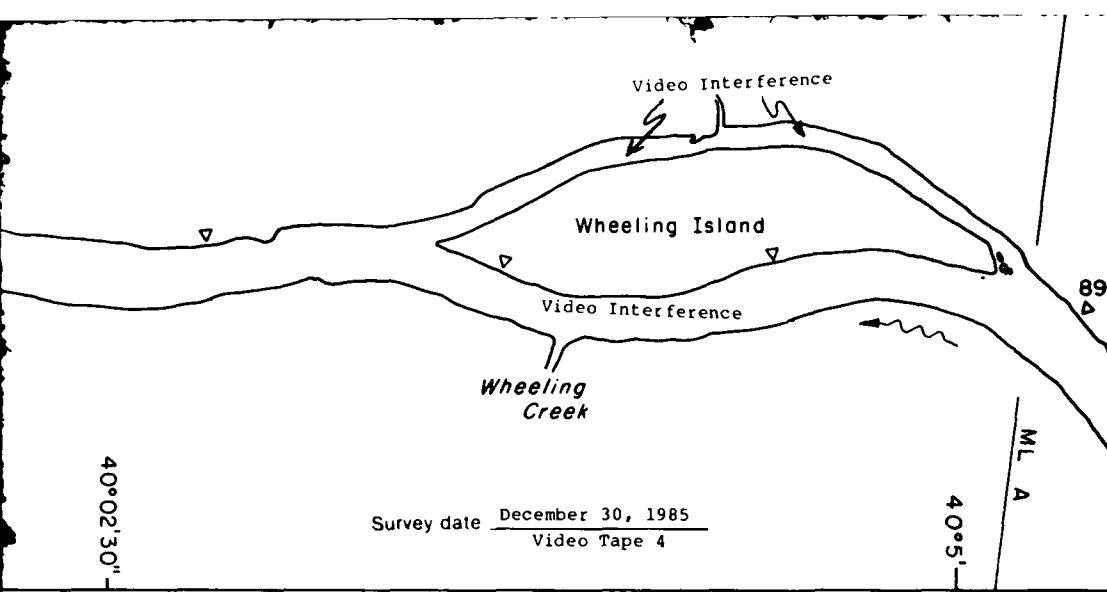 Video Interference
Wheeling Island
89
Video Interference
Wheeling
Creek
ML A
40°02'30"
40°5'
Survey date December 30, 1985
Video Tape 4